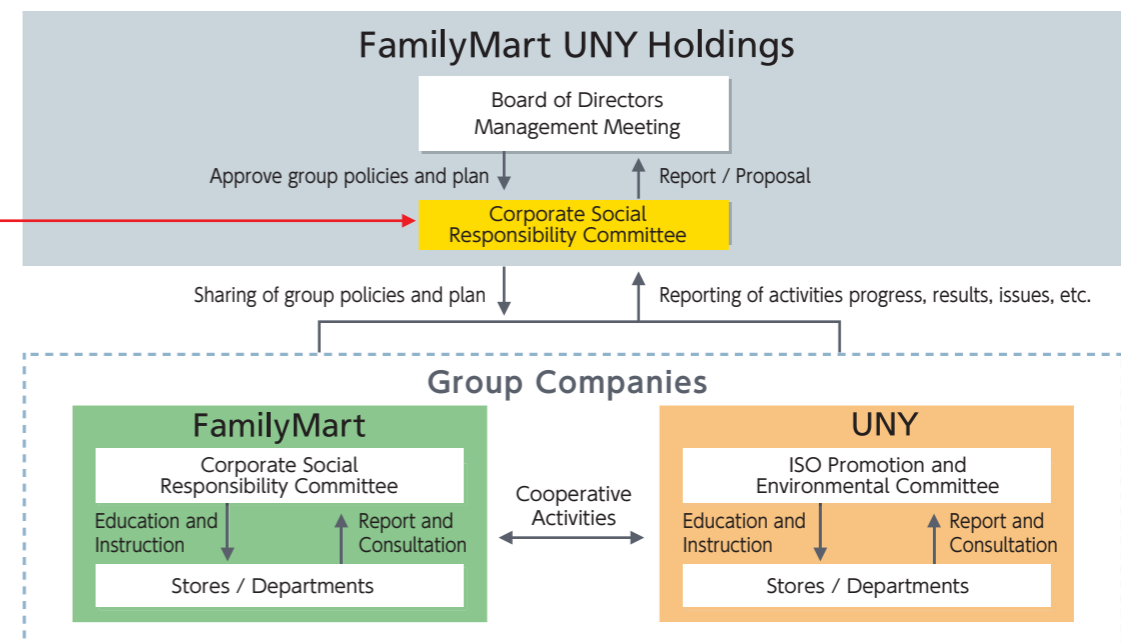 FamilyMart UNY Holdings
Board of Directors
Management Meeting
Approve group policies and plan
Report / Proposal
Corporate Social
Responsibility Committee
Sharing of group policies and plan
Reporting of activities progress, results, issues, etc.
Group Companies
FamilyMart
Corporate Social
Responsibility Committee
Education and
Instruction
Report and
Consultation
Stores / Departments
Cooperative
Activities
UNY
ISO Promotion and
Environmental Committee
Education and
Instruction
Report and
Consultation
Stores / Departments